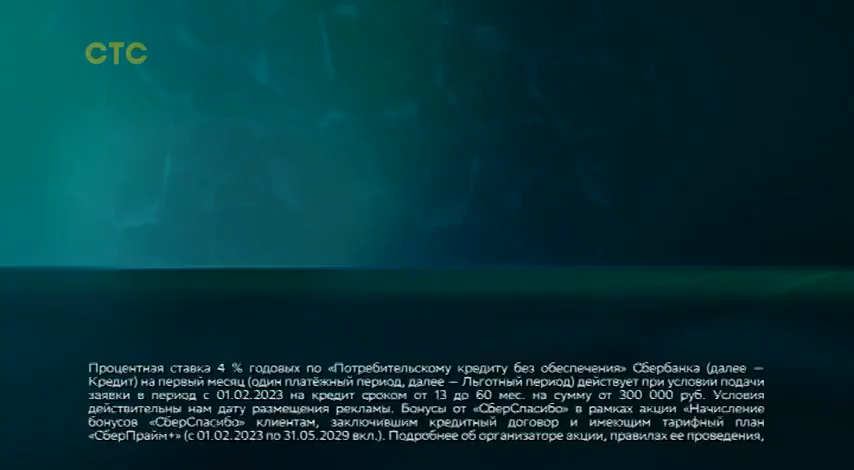 СТС
Процентная ставка 4 % годовых по «Потребительскому кредиту без обеспечения» Сбербанка (далее —
Кредит) на первый месяц (один платёжный период, далее — Льготный период) действует при условии подачи
заявки в период с 01.02.2023 на кредит сроком от 13 до 60 мес. на сумму от 300 000 руб. Условия
действительны нам дату размещения рекламы. Бонусы от «СберСпасибо» в рамках акции «Начисление
бонусов «СберСпасибо» клиентам, заключившим кредитный договор и имеющим тарифный план
«СберПрайм+» (с 01.02.2023 по 31.05.2029 вкл.). Подробнее об организаторе акции, правилах ее проведения,